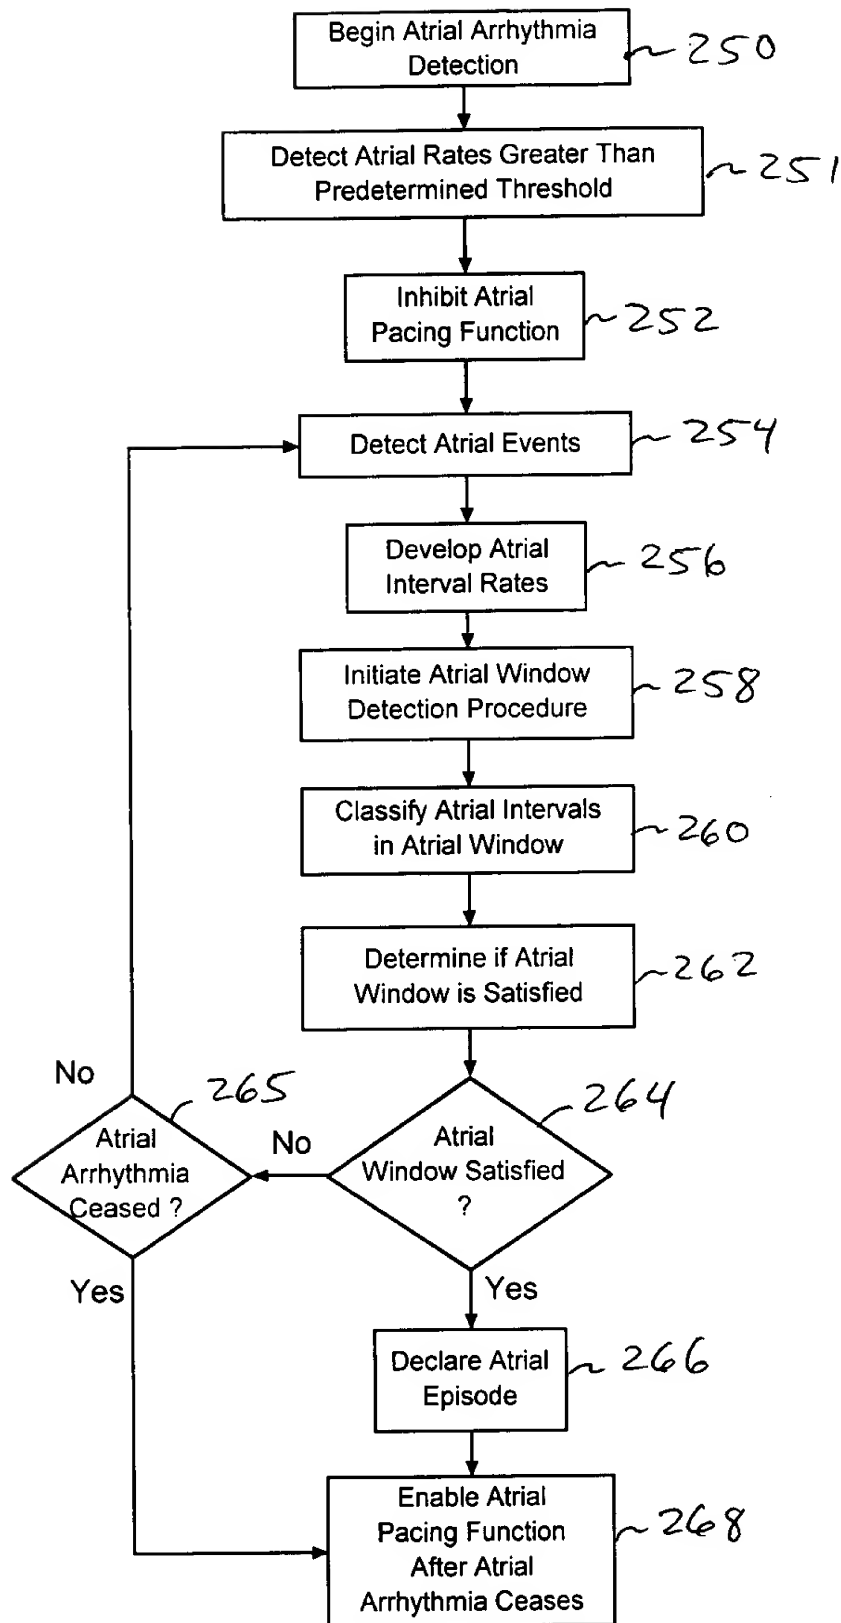 Begin Atrial Arrhythmia
Detection
250
Detect Atrial Rates Greater Than
Predetermined Threshold
251
Inhibit Atrial
Pacing Function
252
Detect Atrial Events
254
Develop Atrial
Interval Rates
256
Initiate Atrial Window
Detection Procedure
258
Classify Atrial Intervals
in Atrial Window
260
Determine if Atrial
Window is Satisfied
262
No
265
Atrial
Arrhythmia
Ceased ?
No
264
Atrial
Window Satisfied
?
Yes
Yes
Declare Atrial
Episode
266
Enable Atrial
Pacing Function
After Atrial
Arrhythmia Ceases
268